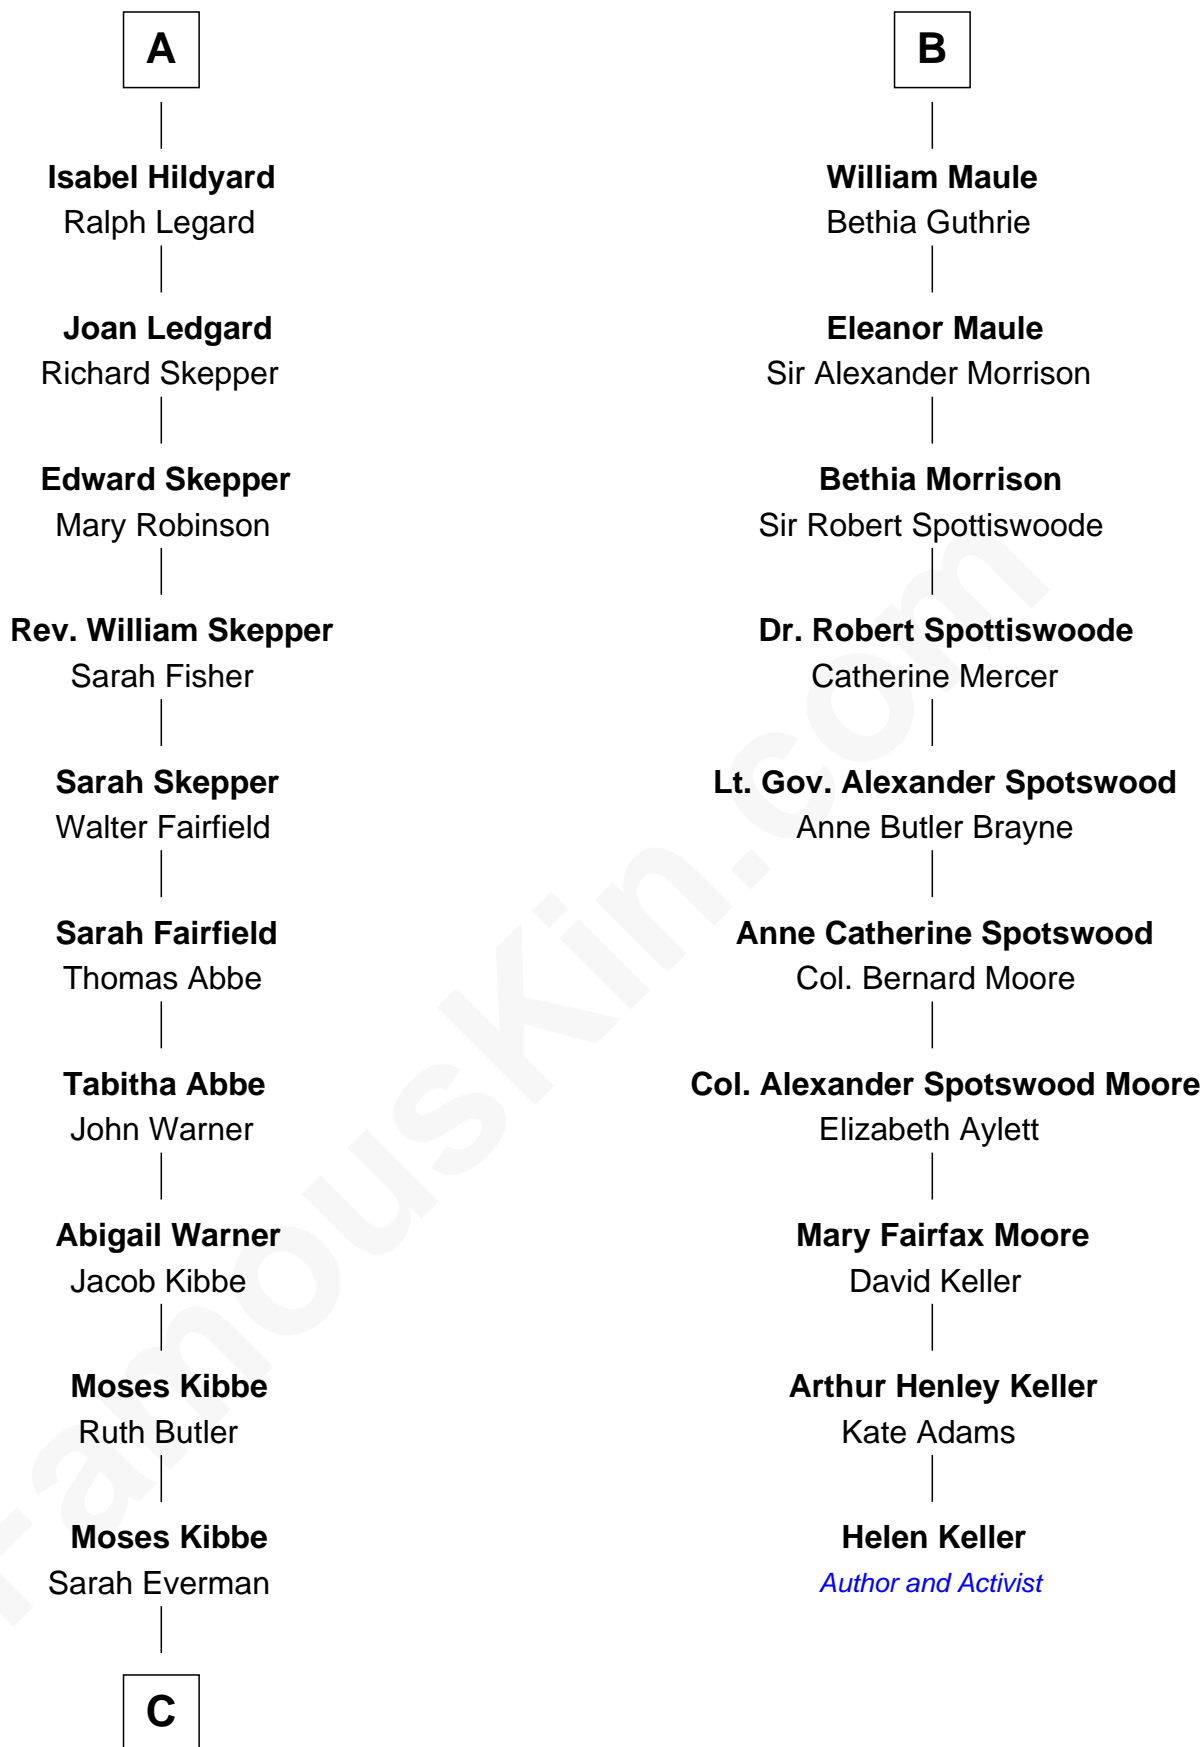 A
Isabel Hildyard
Ralph Legard
Joan Ledgard
Richard Skepper
Edward Skepper
Mary Robinson
Rev. William Skepper
Sarah Fisher
Sarah Skepper
Walter Fairfield
Sarah Fairfield
Thomas Abbe
Tabitha Abbe
John Warner
Abigail Warner
Jacob Kibbe
Moses Kibbe
Ruth Butler
Moses Kibbe
Sarah Everman
C
B
William Maule
Bethia Guthrie
Eleanor Maule
Sir Alexander Morrison
Bethia Morrison
Sir Robert Spottiswoode
Dr. Robert Spottiswoode
Catherine Mercer
Lt. Gov. Alexander Spotswood
Anne Butler Brayne
Anne Catherine Spotswood
Col. Bernard Moore
Col. Alexander Spotswood Moore
Elizabeth Aylett
Mary Fairfax Moore
David Keller
Arthur Henley Keller
Kate Adams
Helen Keller
Author and Activist
FamousKin.com